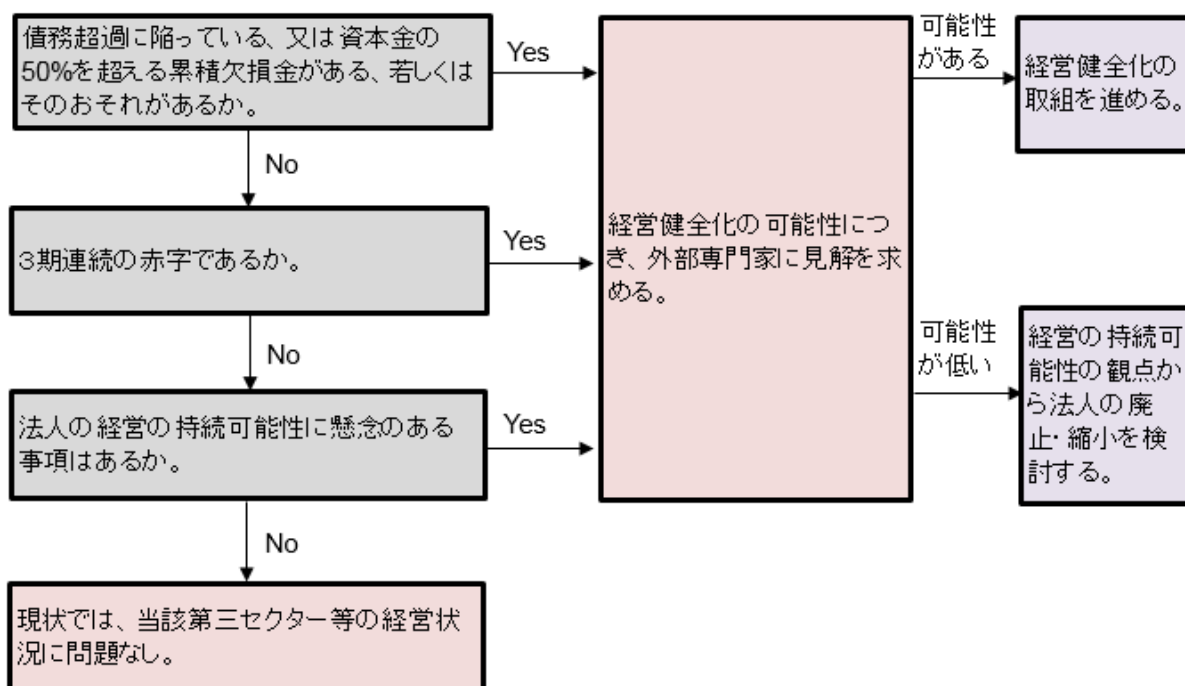 債務超過に陥っている、又は資本金の
50%を超える累積欠損金がある、若しくは
そのおそれがあるか。
Yes
No
３期連続の赤字であるか。
Yes
No
法人の経営の持続可能性に懸念のある
事項はあるか。
Yes
No
現状では、当該第三セクター等の経営状
況に問題なし。
経営健全化の可能性につ
き、外部専門家に見解を求
める。
可能性
がある
経営健全化の
取組を進める。
可能性
が低い
経営の持続可
能性の観点か
ら法人の廃
止・縮小を検
討する。